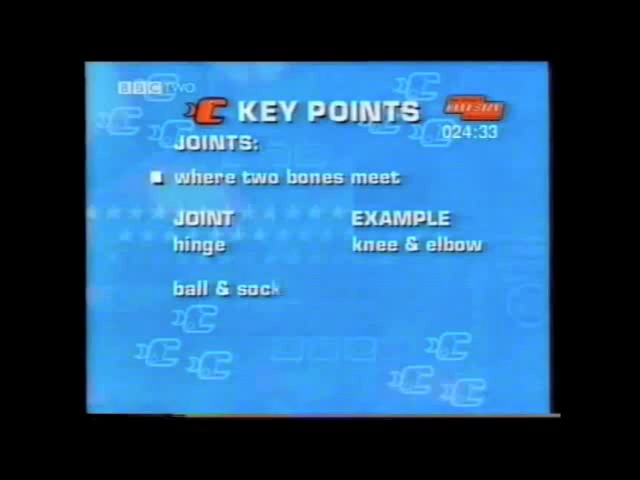 BBC TWO
KEY POINTS
024:33
JOINTS:
where two bones meet
JOINT EXAMPLE
hinge knee & elbow
ball & sock